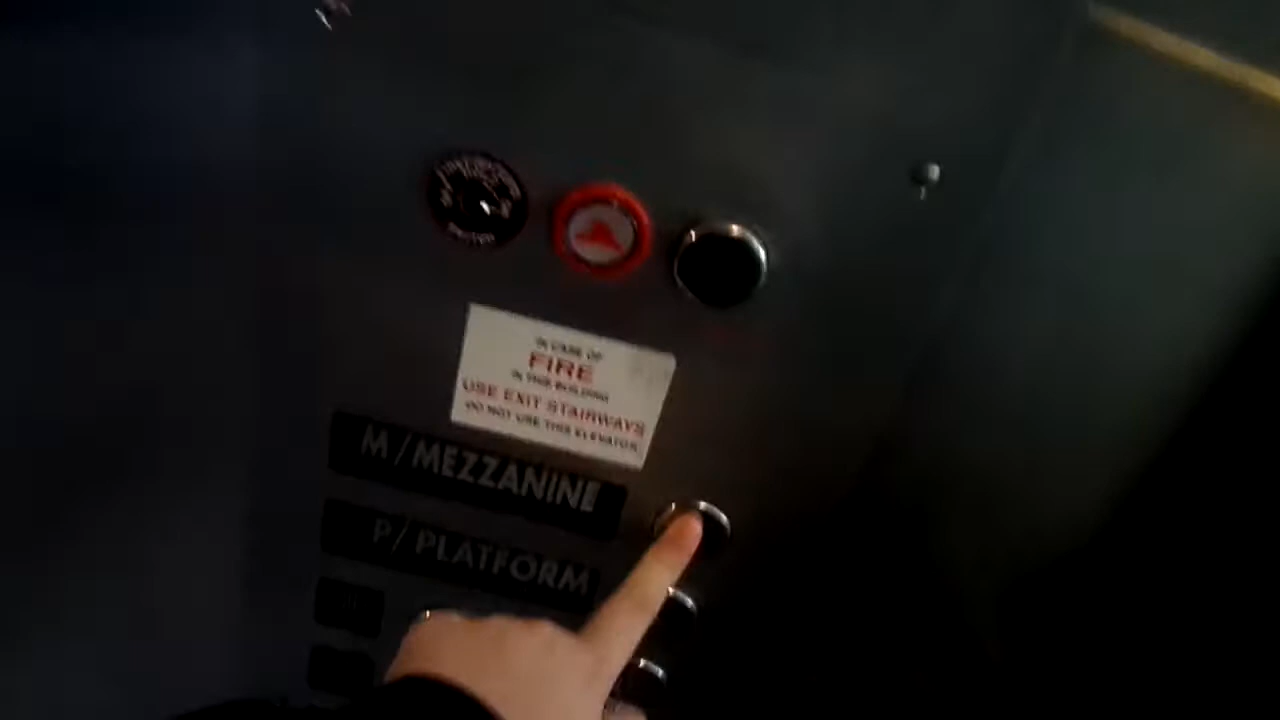 IN CASE OF
FIRE
IN THIS BUILDING
USE EXIT STAIRWAYS
DO NOT USE THIS ELEVATOR
M/MEZZANINE
P/PLATFORM